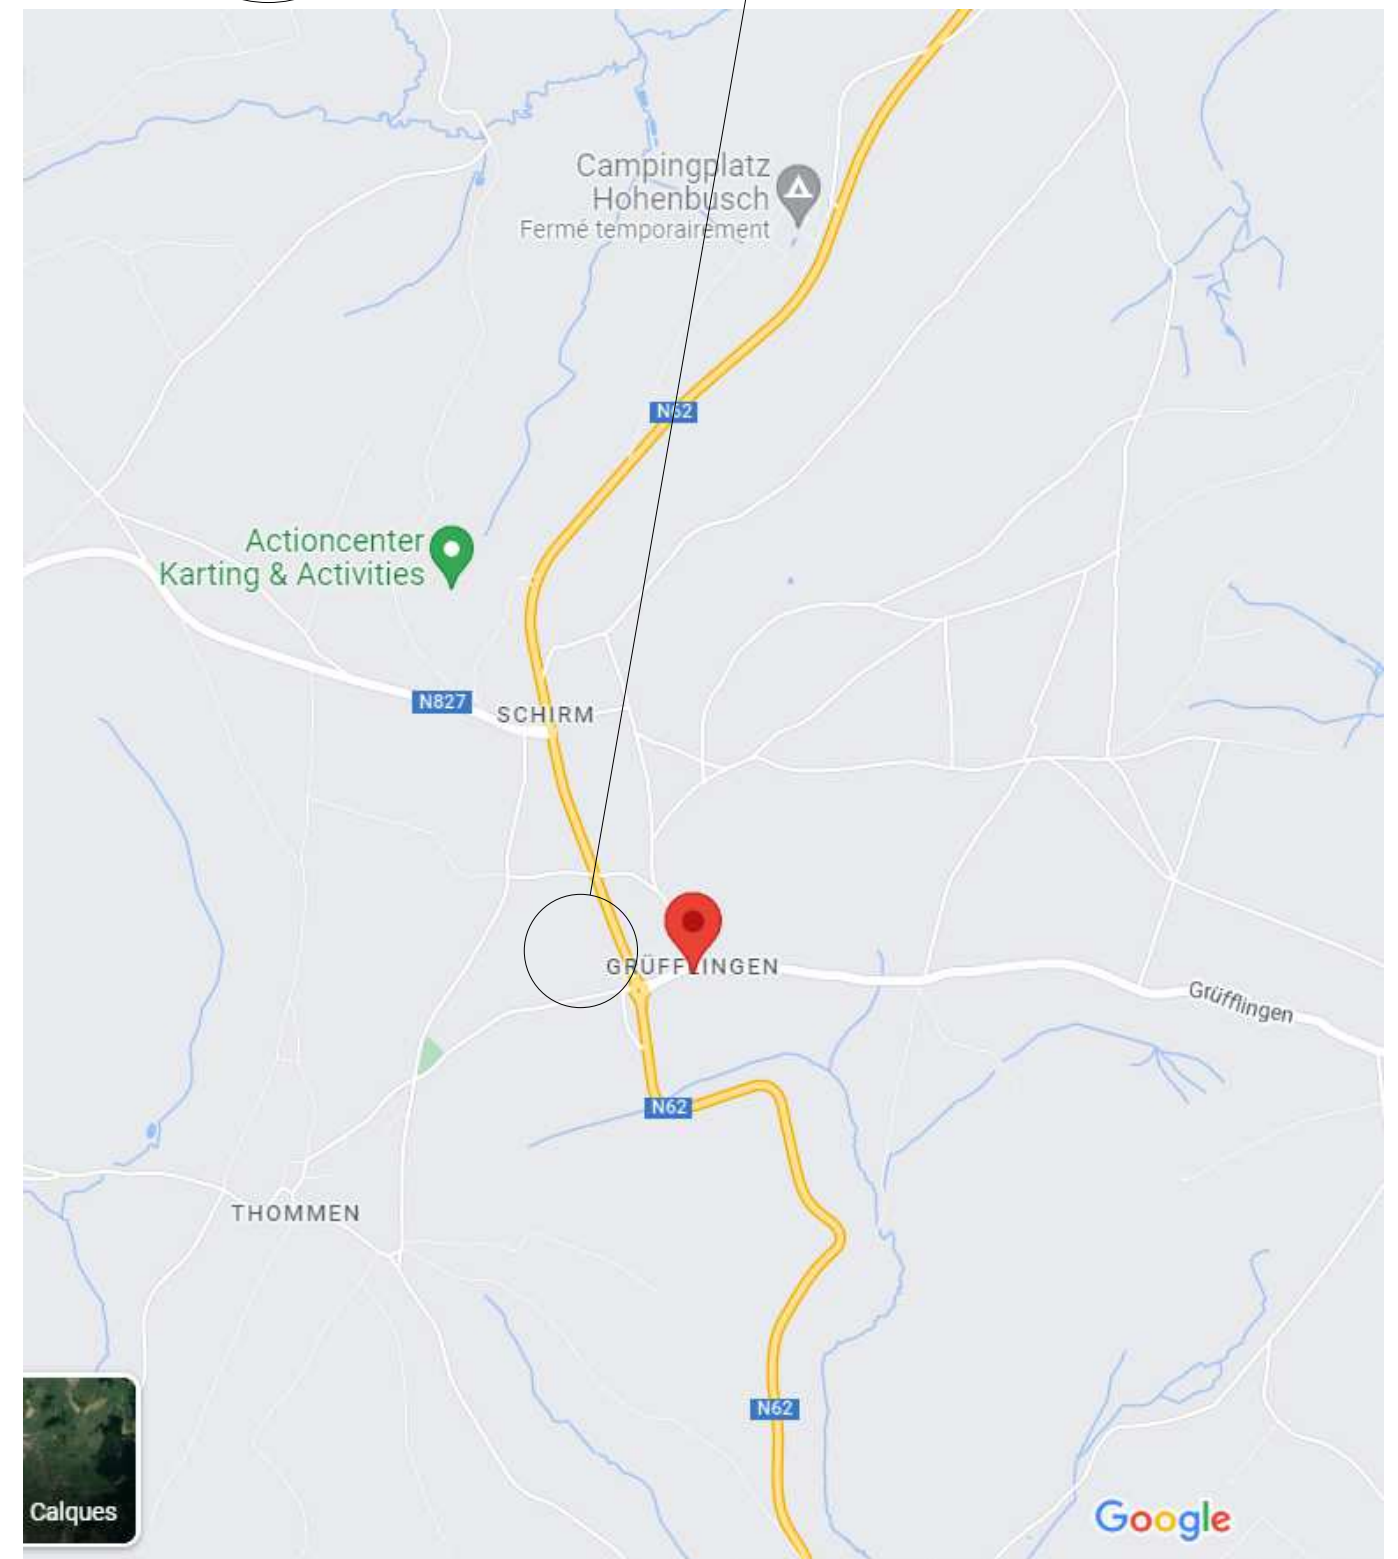 Campingplatz
Hohenbusch
Fermé temporairement
N62
Actioncenter
Karting & Activities
N827
SCHIRM
GRÜFFLINGEN
Grüfflingen
N62
THOMMEN
N62
Calques
Google